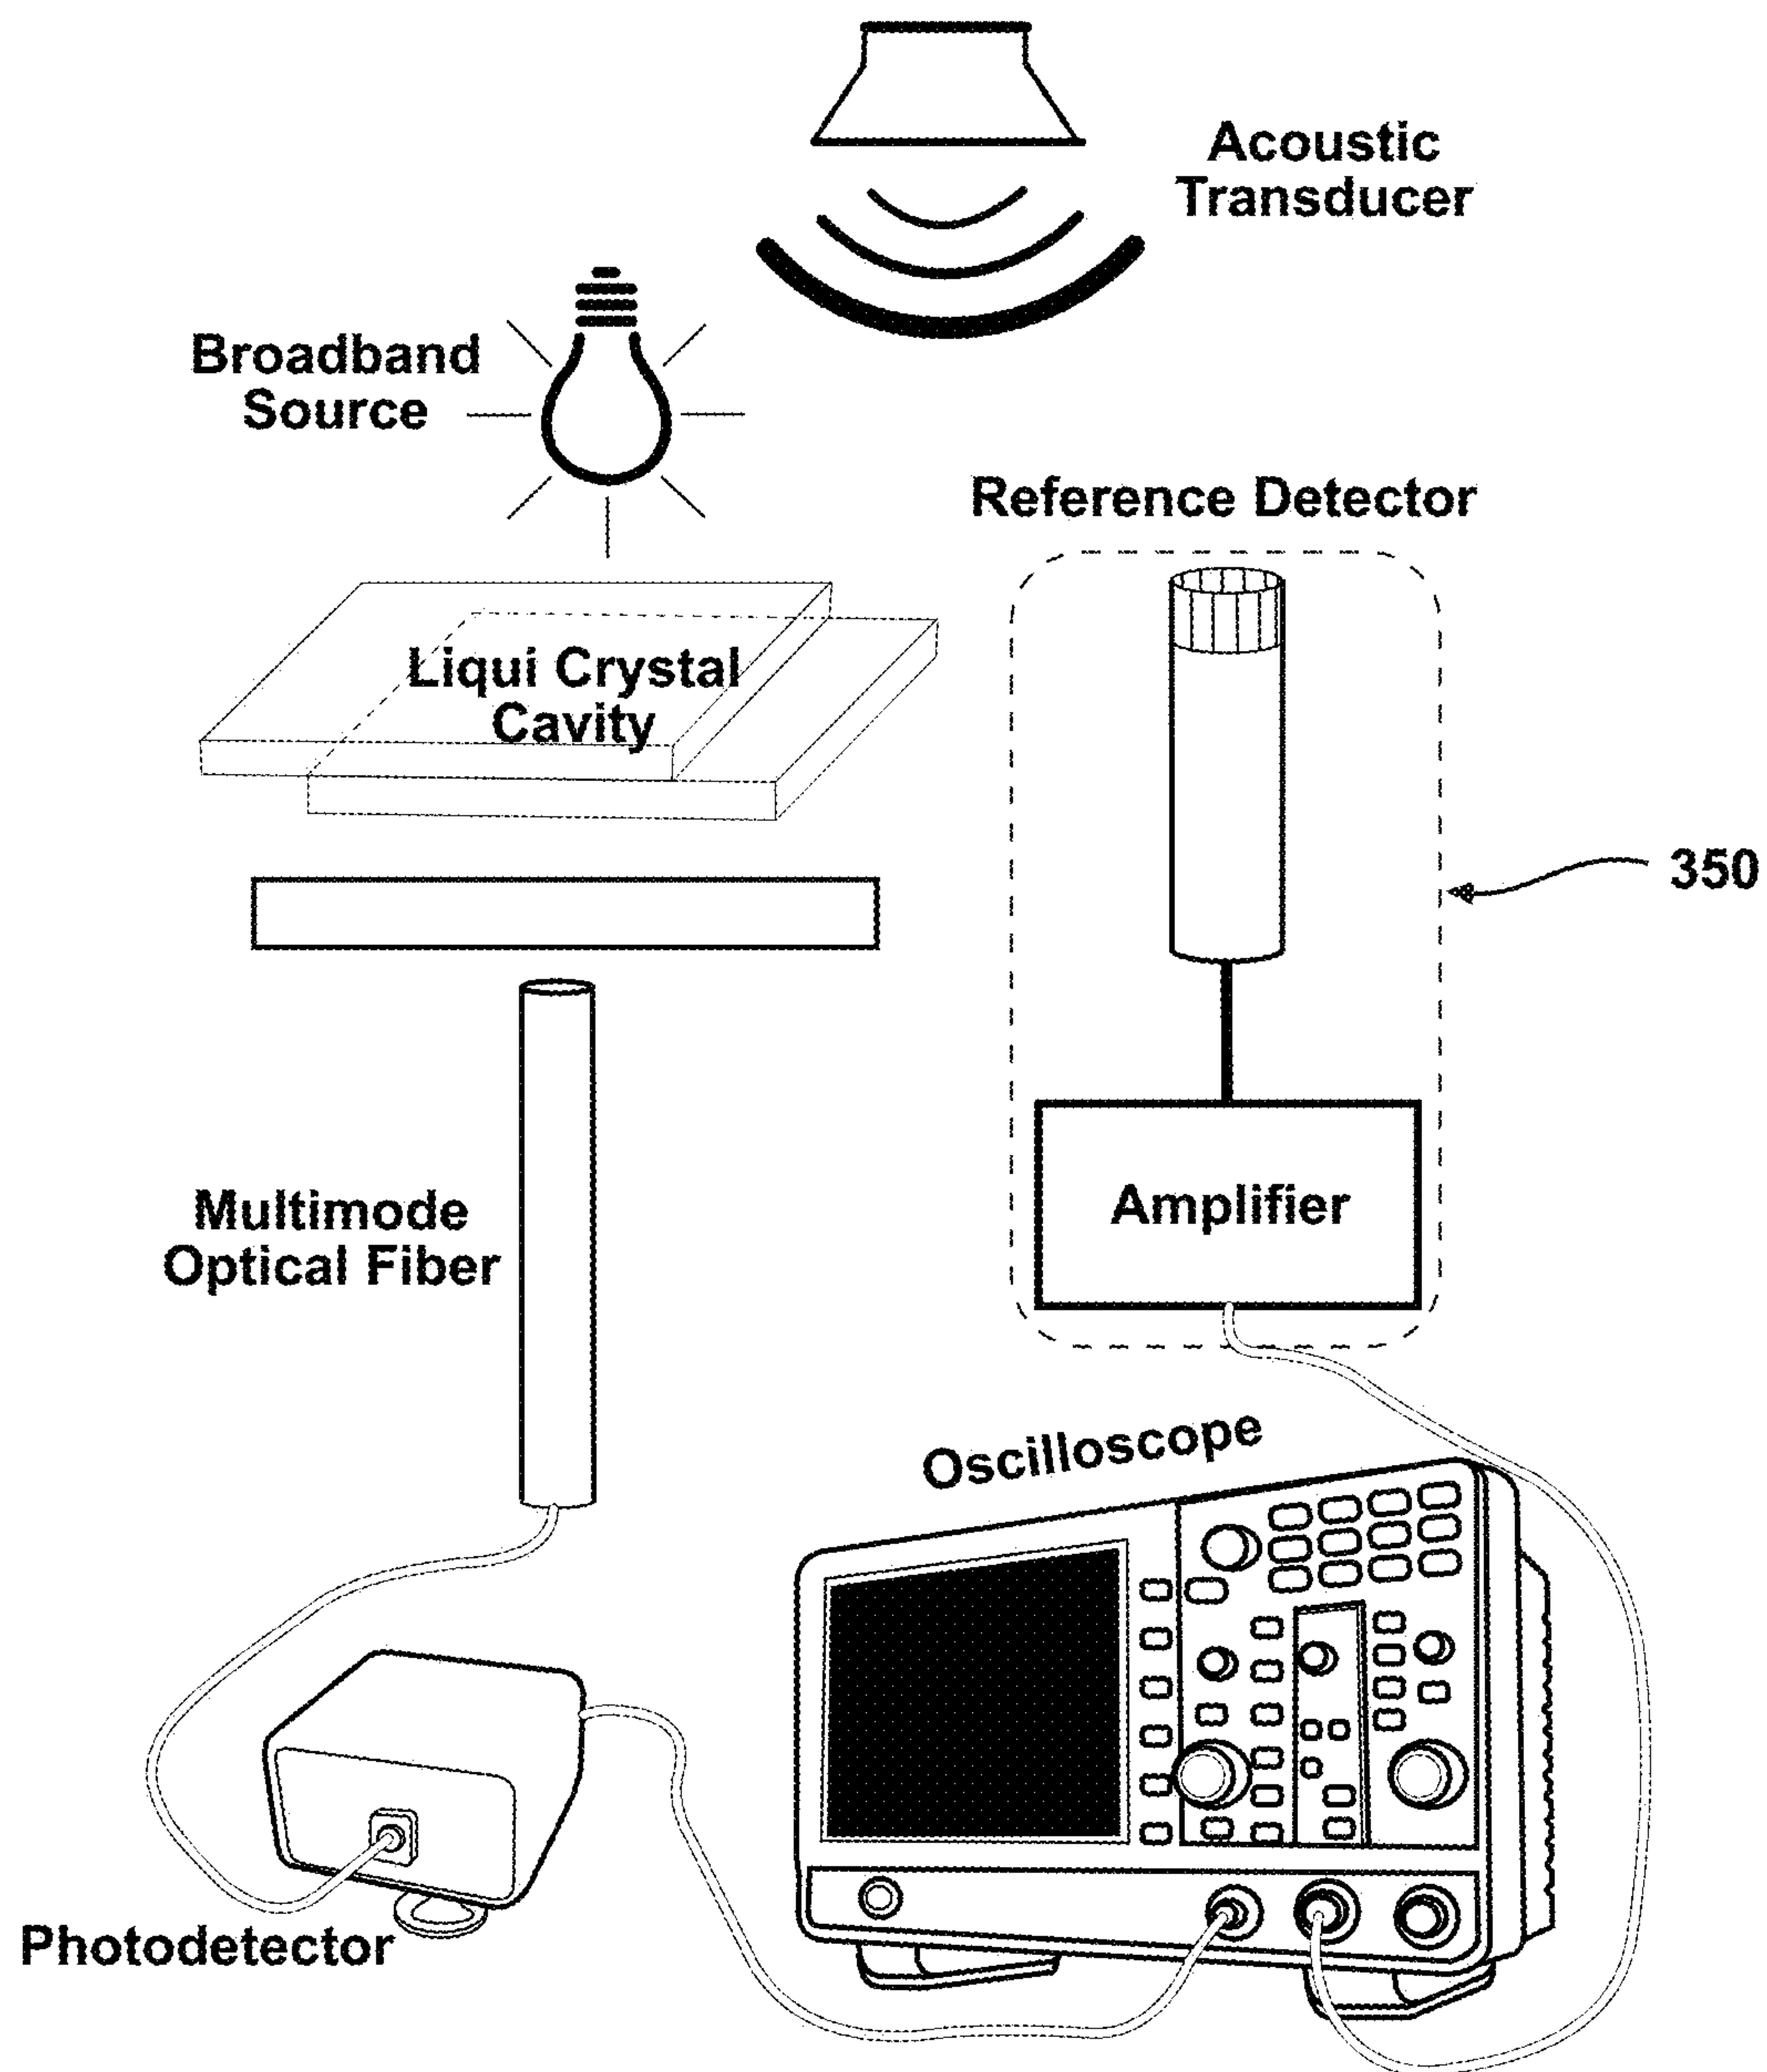 Acoustic
Transducer
Broadband
Source
Reference Detector
Liqui Crystal
Cavity
350
Multimode
Optical Fiber
Amplifier
Oscilloscope
Photodetector